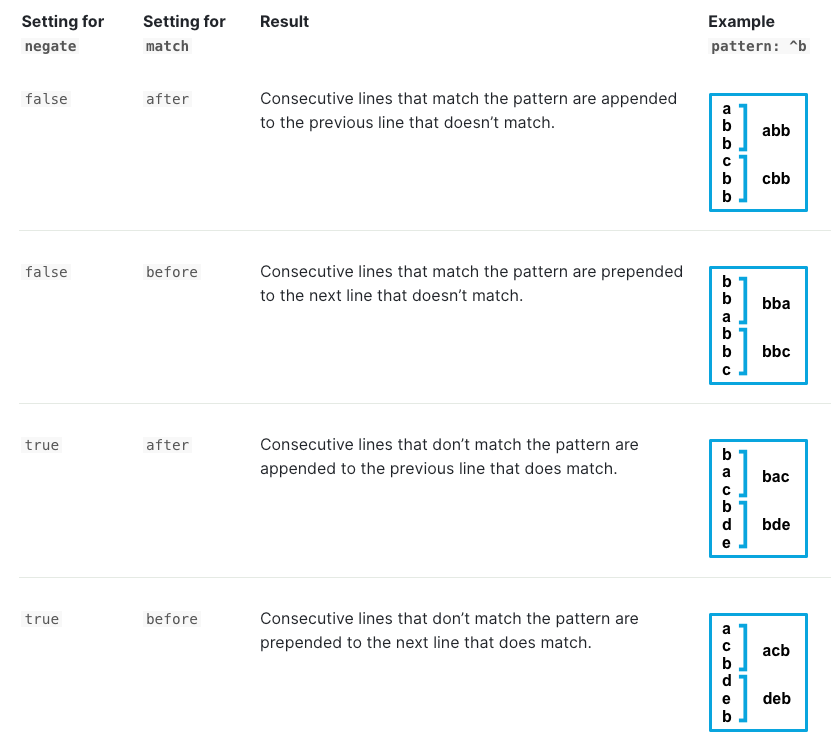 Setting for Setting for Result Example
negate match pattern: ^b
false after Consecutive lines that match the pattern are appended
to the previous line that doesn’t match.
a
b
b
abb
c
b
b
cbb
false before Consecutive lines that match the pattern are prepended
to the next line that doesn’t match.
b
b
a
bba
b
b
c
bbc
true after Consecutive lines that don’t match the pattern are
appended to the previous line that does match.
b
a
c
bac
b
d
e
bde
true before Consecutive lines that don’t match the pattern are
prepended to the next line that does match.
a
c
b
acb
d
e
b
deb